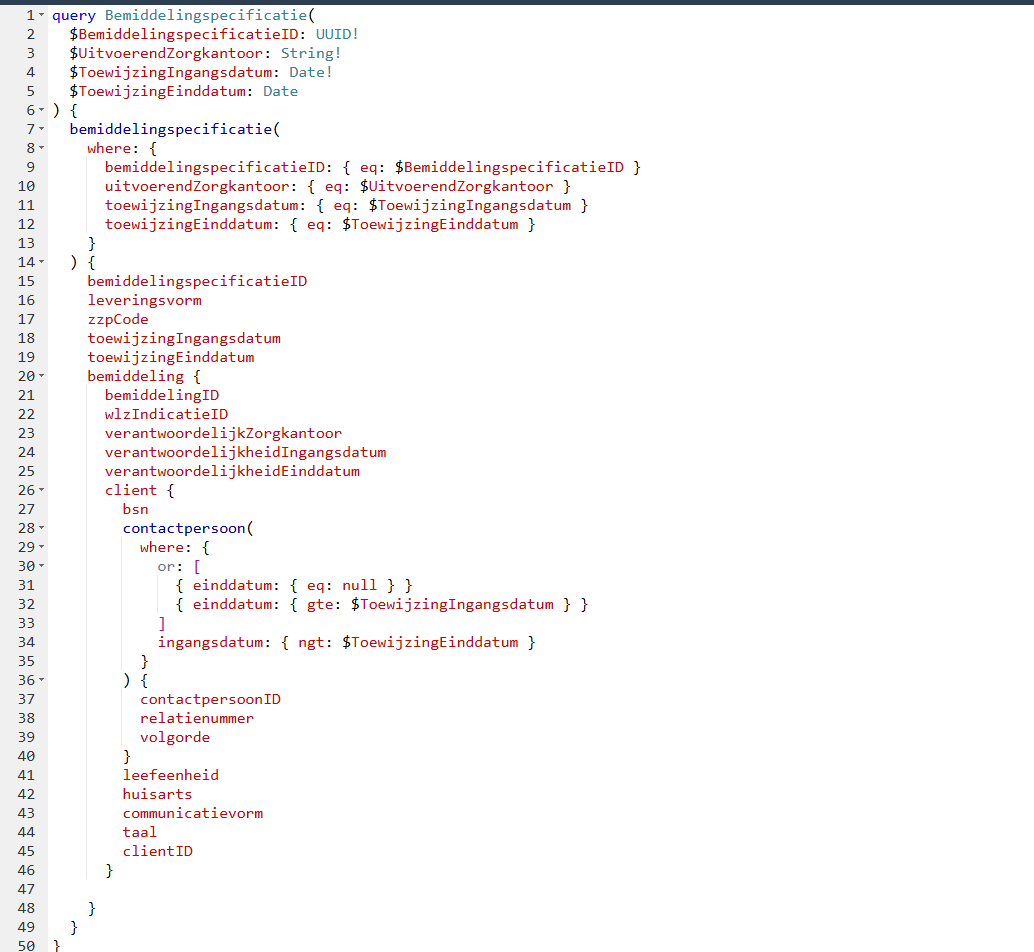 1 query Bemiddelingspecificatie(
2 $BemiddelingspecificatieID: UUID!
3 $UitvoerendZorgkantoor: String!
4 $ToewijzingIngangsdatum: Date!
5 $ToewijzingEinddatum: Date
6 ) {
7 bemiddelingspecificatie(
8 where: {
9 bemiddelingspecificatieID: { eq: $BemiddelingspecificatieID }
10 uitvoerendZorgkantoor: { eq: $UitvoerendZorgkantoor }
11 toewijzingIngangsdatum: { eq: $ToewijzingIngangsdatum }
12 toewijzingEinddatum: { eq: $ToewijzingEinddatum }
13 }
14 ) {
15 bemiddelingspecificatieID
16 leveringsvorm
17 zzpCode
18 toewijzingIngangsdatum
19 toewijzingEinddatum
20 bemiddeling {
21 bemiddelingID
22 wlzIndicatieID
23 verantwoordelijkZorgkantoor
24 verantwoordelijkheidIngangsdatum
25 verantwoordelijkheidEinddatum
26 client {
27 bsn
28 contactpersoon(
29 where: {
30 or: [
31 { einddatum: { eq: null } }
32 { einddatum: { gte: $ToewijzingIngangsdatum } }
33 ]
34 ingangsdatum: { ngt: $ToewijzingEinddatum }
35 }
36 ) {
37 contactpersoonID
38 relatienummer
39 volgorde
40 }
41 leefeenheid
42 huisarts
43 communicatievorm
44 taal
45 clientID
46 }
47
48 }
49 }
50 }